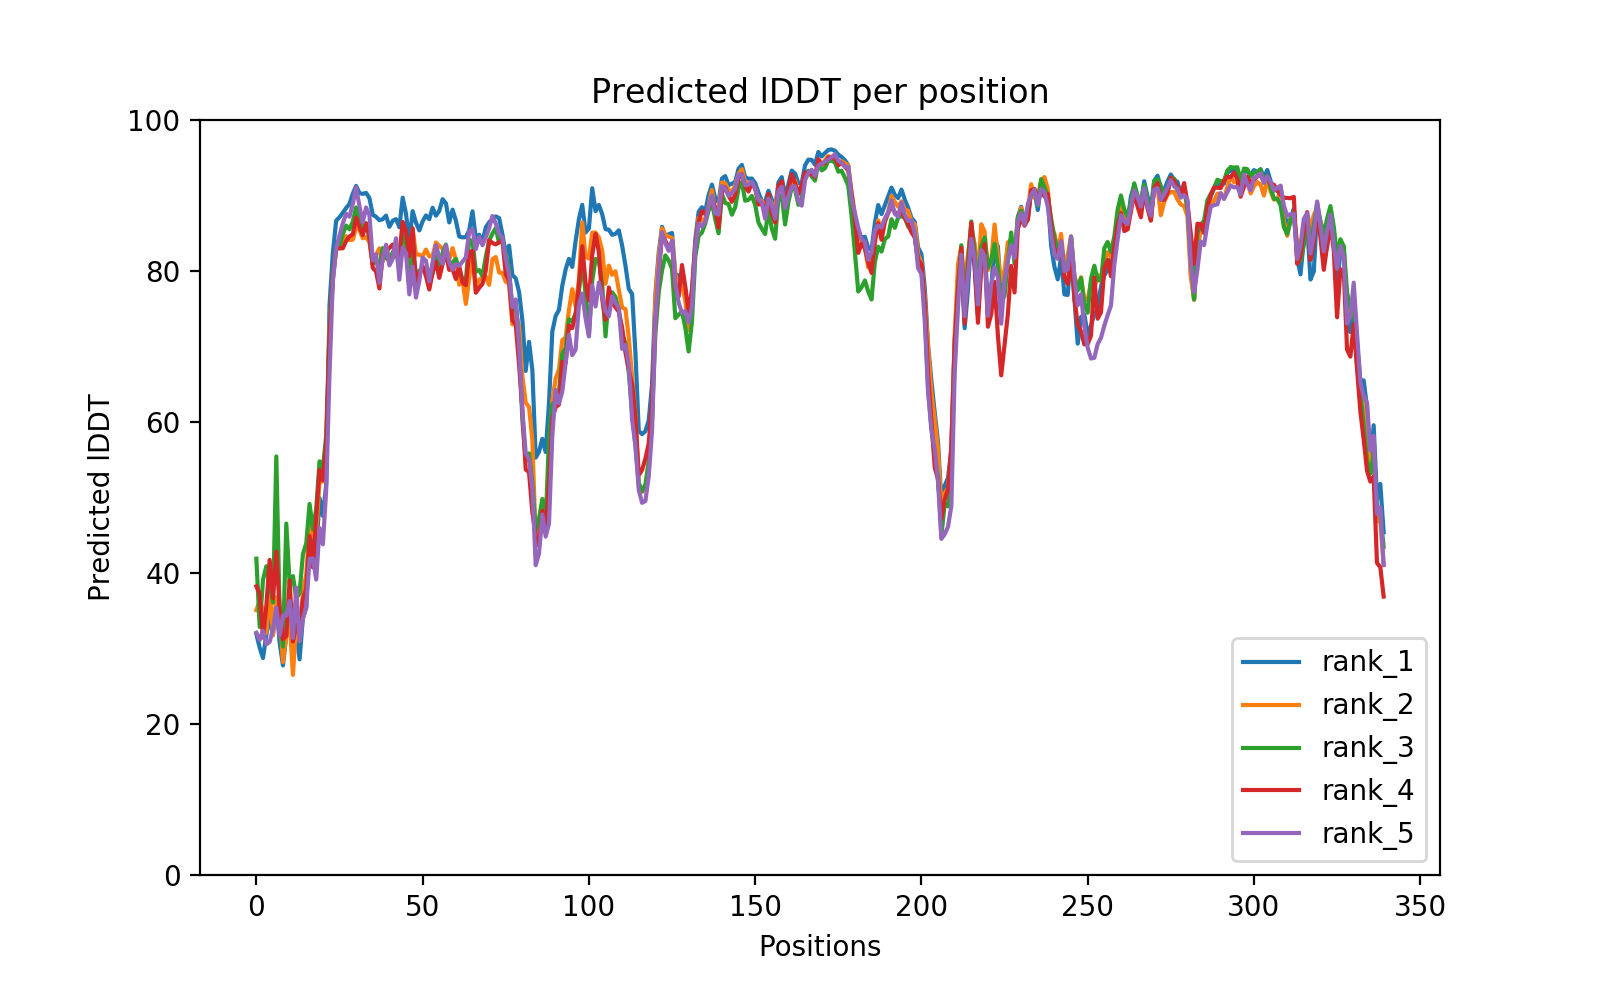 Predicted lDDT per position
100
80
60
40
20
0
Predicted lDDT
0 50 100 150 200 250 300 350
Positions
rank_1
rank_2
rank_3
rank_4
rank_5